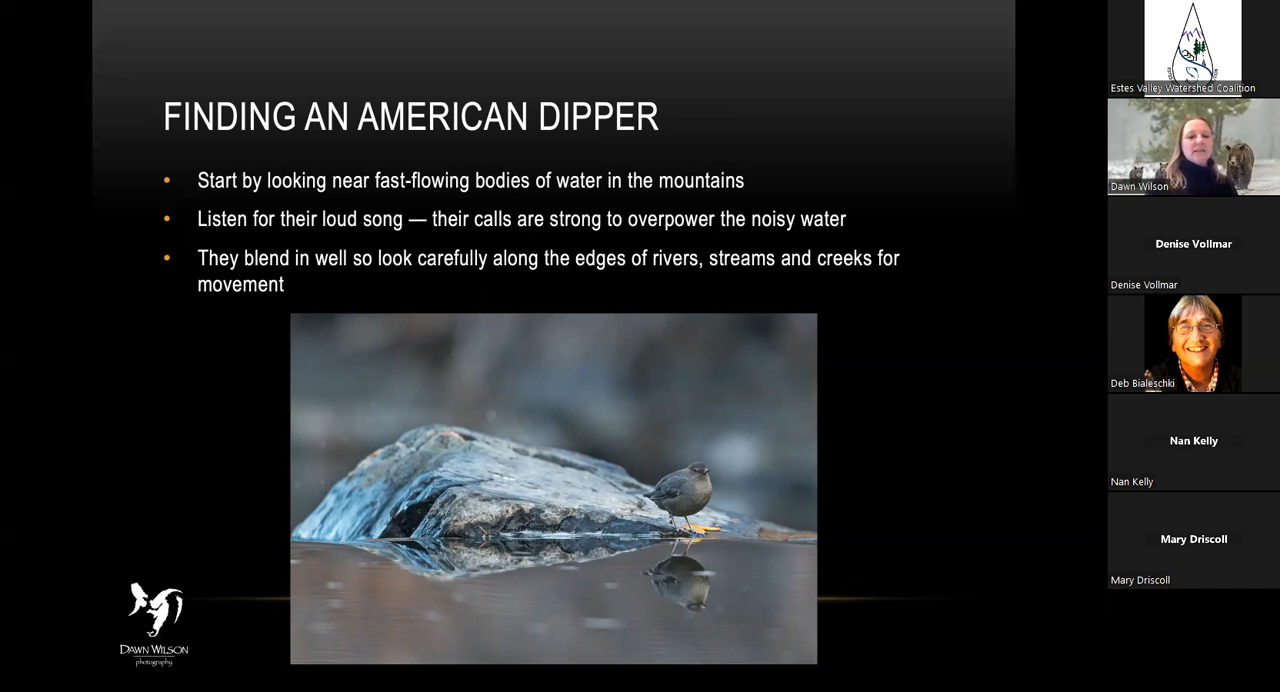 FINDING AN AMERICAN DIPPER
• Start by looking near fast-flowing bodies of water in the mountains
• Listen for their loud song — their calls are strong to overpower the noisy water
• They blend in well so look carefully along the edges of rivers, streams and creeks for
movement
DAWN WILSON
photography
Estes Valley Watershed Coalition
Dawn Wilson
Denise Vollmar
Denise Vollmar
Deb Bialeschki
Nan Kelly
Nan Kelly
Mary Driscoll
Mary Driscoll